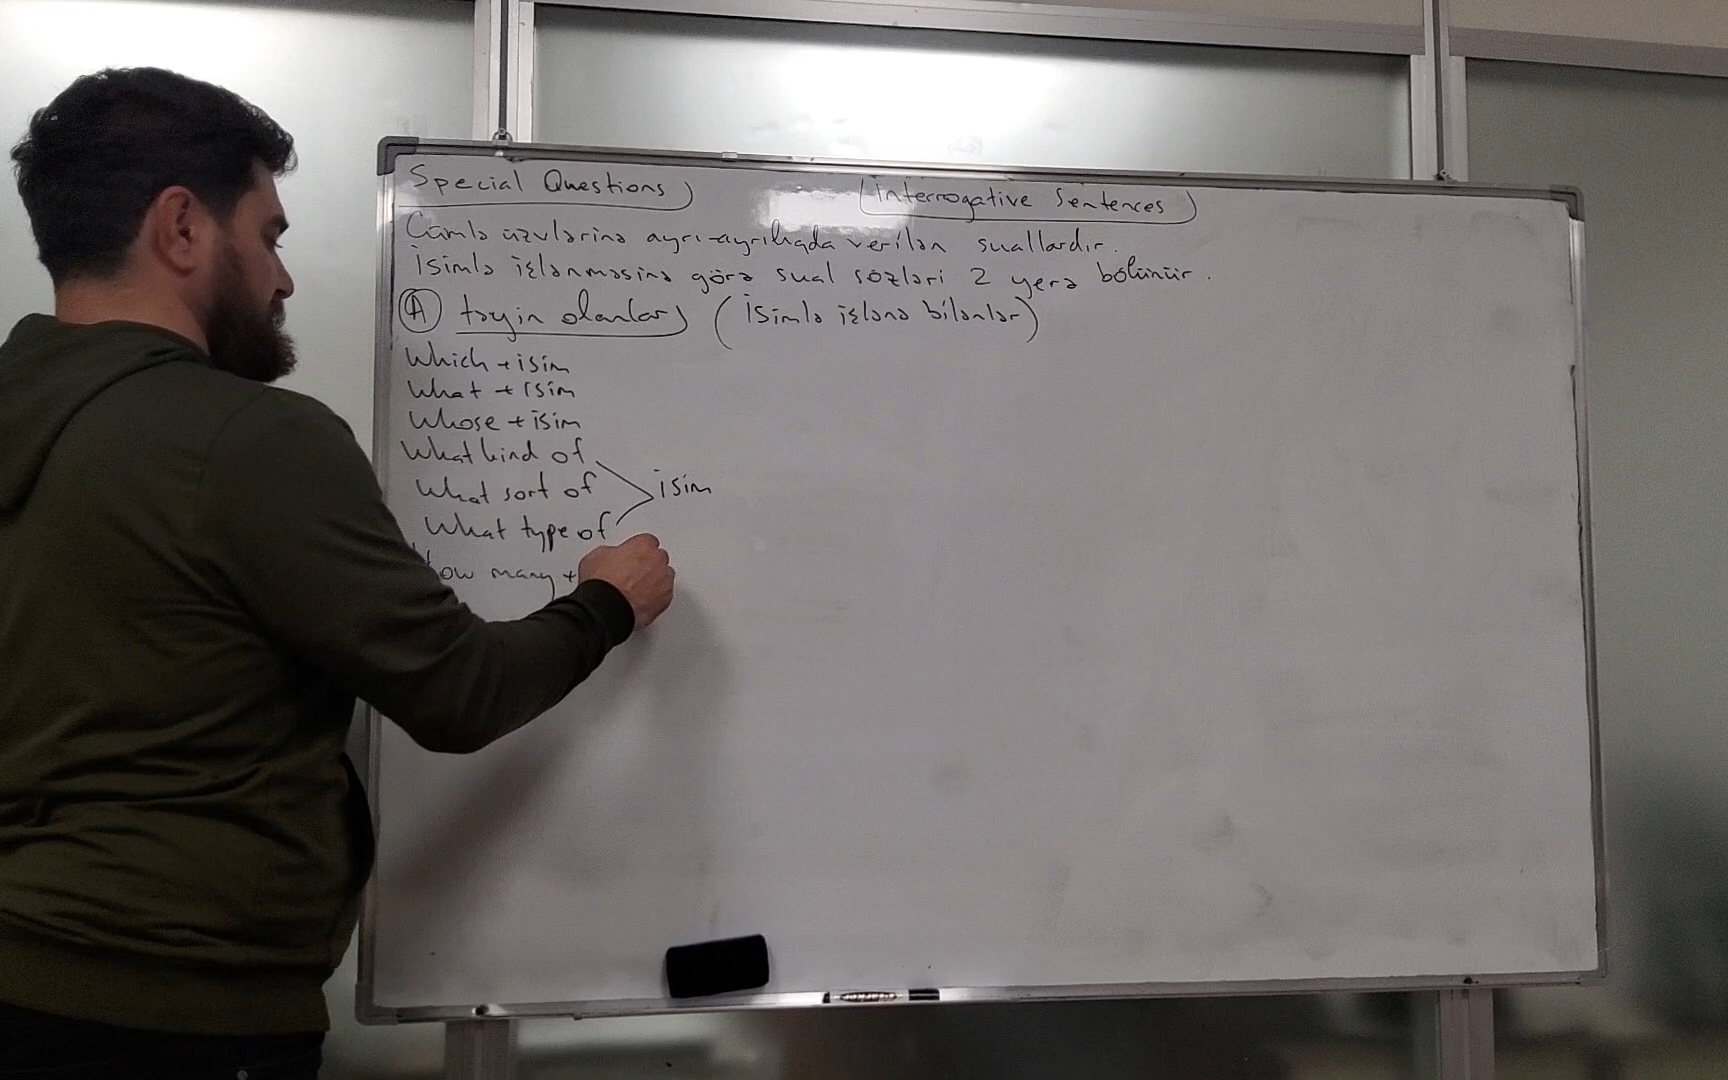 Special Questions
Interrogative Sentences
Cümlə üzvlərinə ayrı-ayrılıqda verilən suallardır.
İsimlə işlənməsinə görə sual sözləri 2 yerə bölünür.
A təyin olanlar (İsimlə işlənə bilənlər)
Which + isim
What + isim
Whose + isim
What kind of
What sort of
isim
What type of
How many +